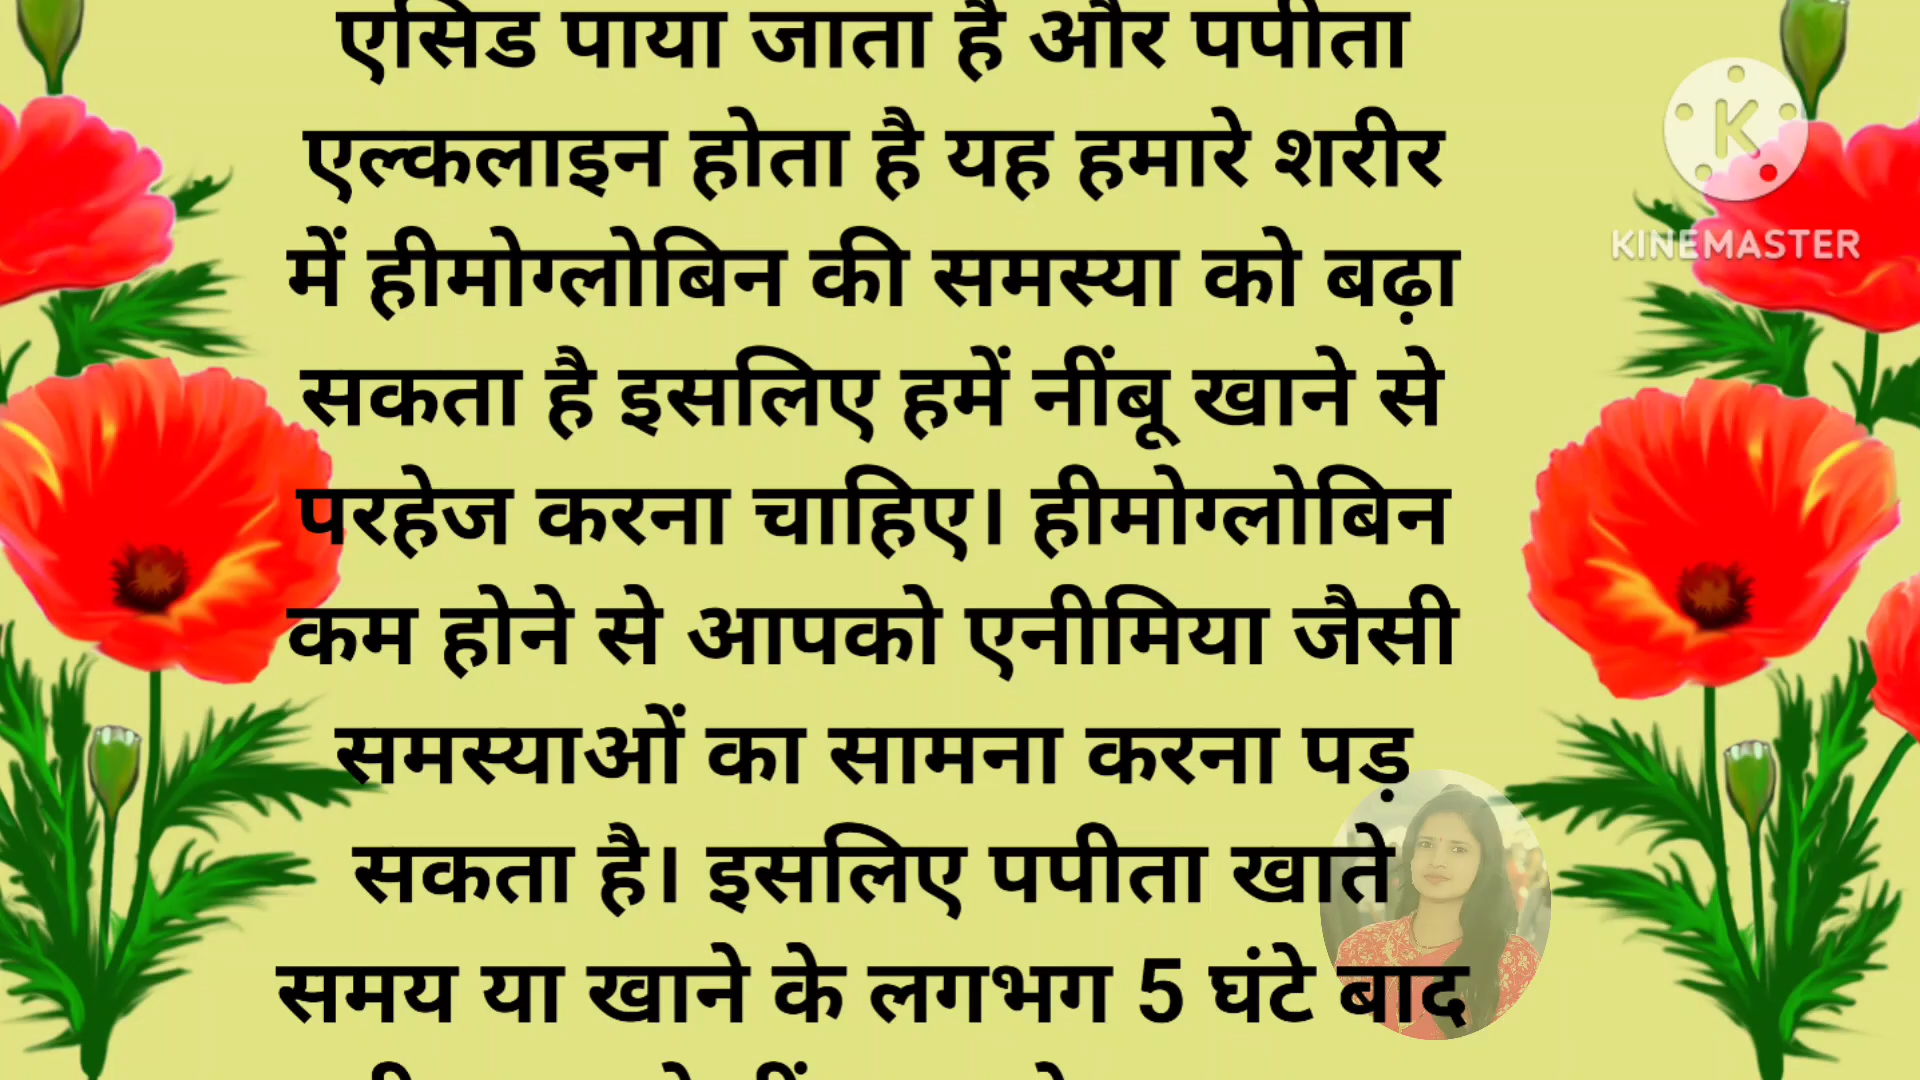 एसिड पाया जाता है और पपीता
एल्कलाइन होता है यह हमारे शरीर
में हीमोग्लोबिन की समस्या को बढ़ा
सकता है इसलिए हमें नींबू खाने से
परहेज करना चाहिए। हीमोग्लोबिन
कम होने से आपको एनीमिया जैसी
समस्याओं का सामना करना पड़
सकता है। इसलिए पपीता खाते
समय या खाने के लगभग 5 घंटे बाद
K
KINEMASTER